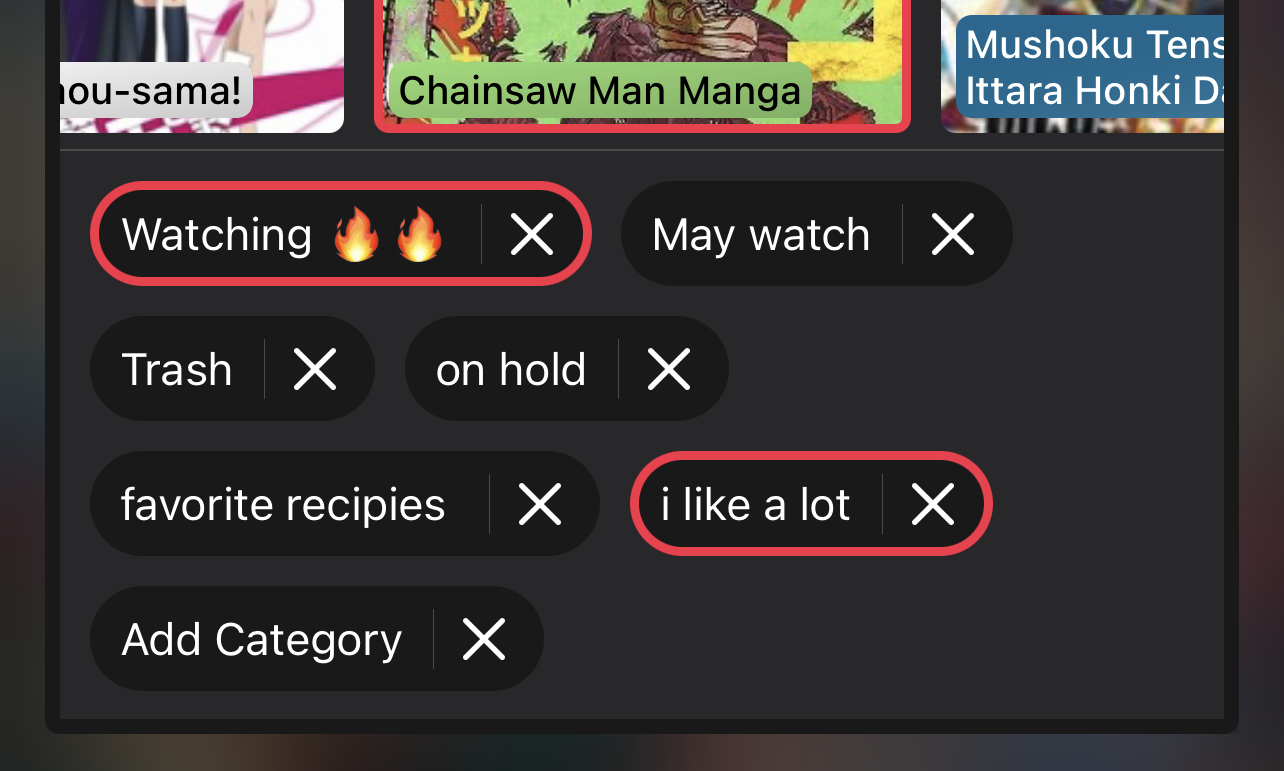 ou-sama!
ッ
Chainsaw Man Manga
Mushoku Tens
Ittara Honki Da
Watching 🔥🔥
May watch
Trash
on hold
favorite recipies
i like a lot
Add Category